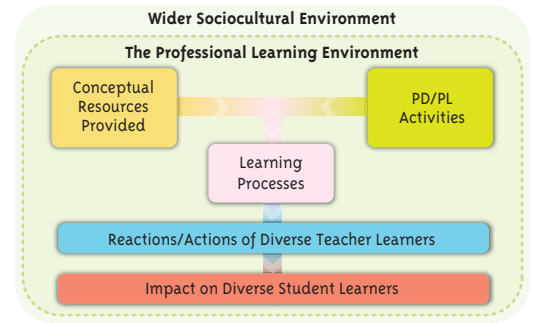 Wider Sociocultural Environment
The Professional Learning Environment
Conceptual
Resources
Provided
PD/PL
Activities
Learning
Processes
Reactions/Actions of Diverse Teacher Learners
Impact on Diverse Student Learners